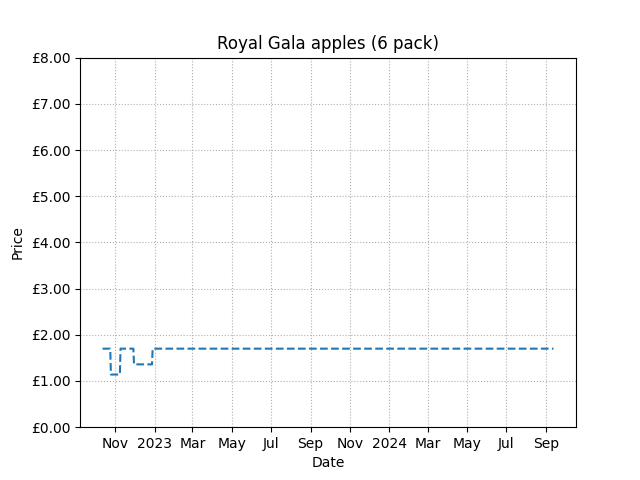 Royal Gala apples (6 pack)
£8.00
£7.00
£6.00
£5.00
£4.00
£3.00
£2.00
£1.00
£0.00
Price
Nov 2023 Mar May Jul Sep Nov 2024 Mar May Jul Sep
Date